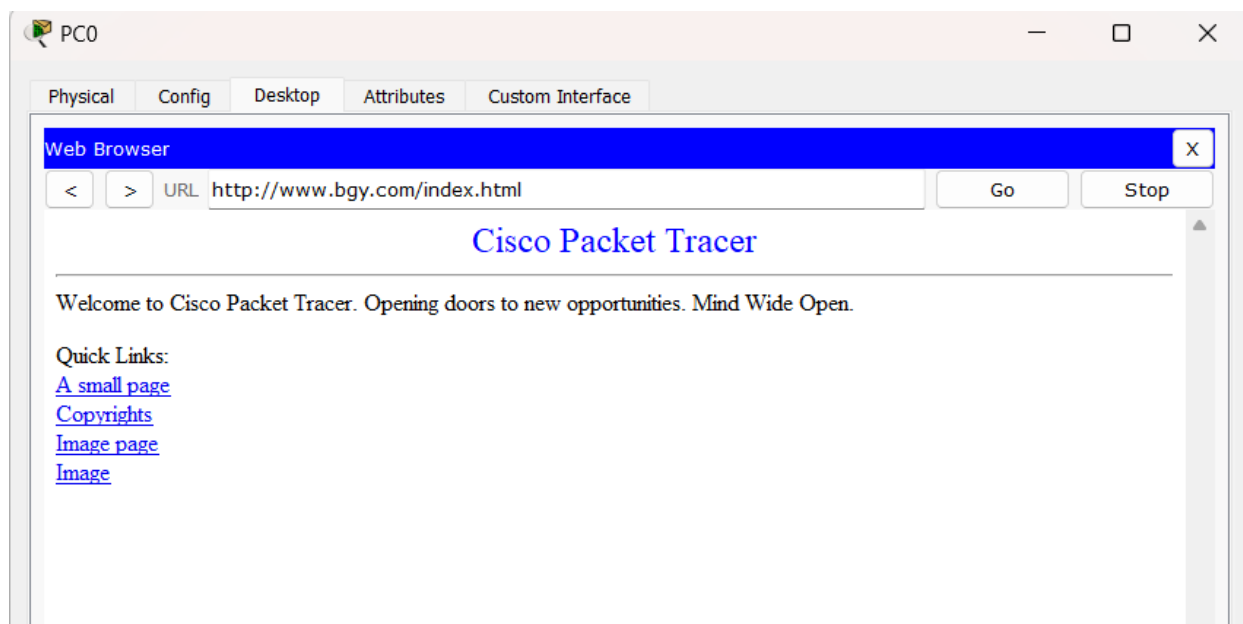 PC0
Physical Config Desktop Attributes Custom Interface
Web Browser X
< > URL http://www.bgy.com/index.html Go Stop
Cisco Packet Tracer
Welcome to Cisco Packet Tracer. Opening doors to new opportunities. Mind Wide Open.
Quick Links:
A small page
Copyrights
Image page
Image